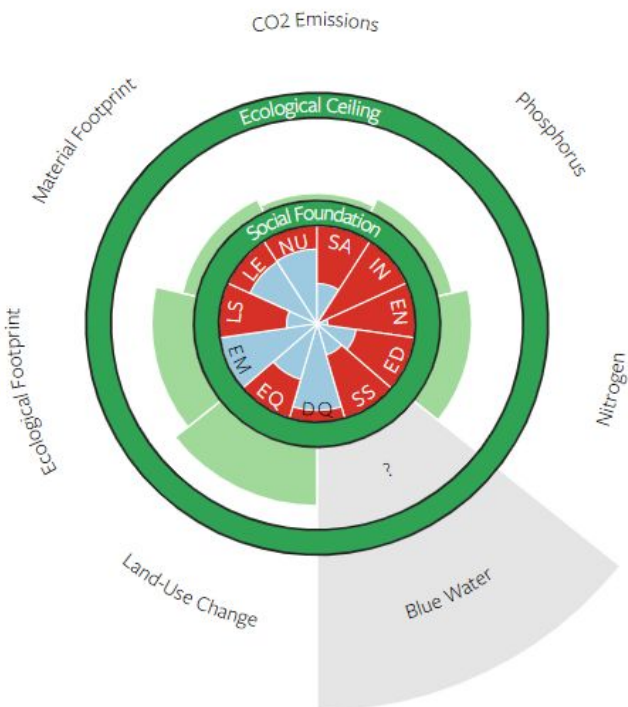 CO2 Emissions
Phosphorus
Nitrogen
Blue Water
Land-Use Change
Ecological Footprint
Material Footprint
Ecological Ceiling
Social Foundation
SA
IN
EN
ED
SS
DQ
EQ
EM
LS
LE
NU
?